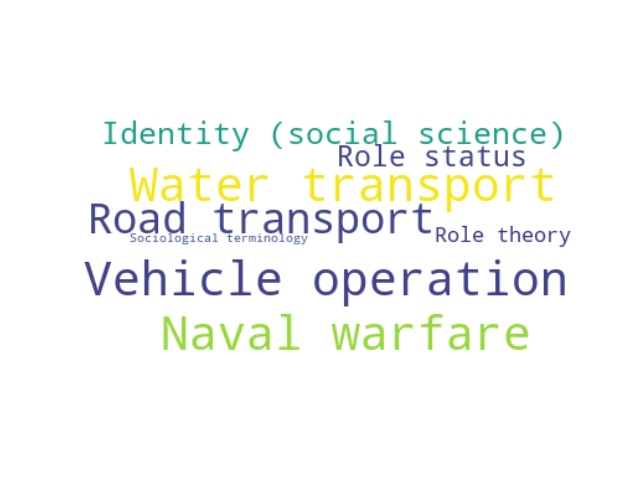 Identity (social science)
Role status
Water transport
Road transport
Role theory
Sociological terminology
Vehicle operation
Naval warfare